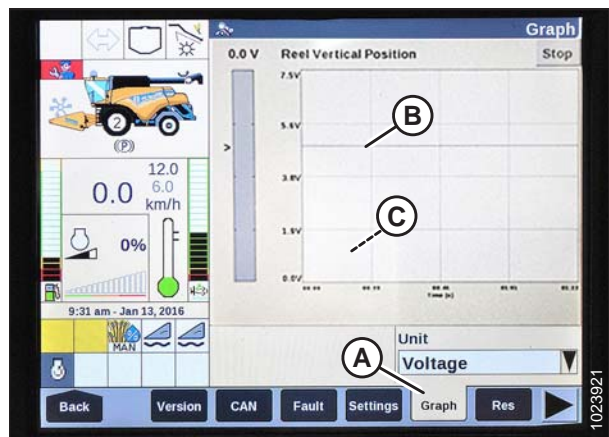 Graph
0.0 V Reel Vertical Position Stop
7.5V
B
5.6V
2
(P)
V
3.8V
12.0
0.0 6.0
km/h
C
1.9V
0%
0.0V
Time [s]
9:31 am - Jan 13, 2016
MAN
Unit
A
Voltage
Back Version CAN Fault Settings Graph Res
1023921